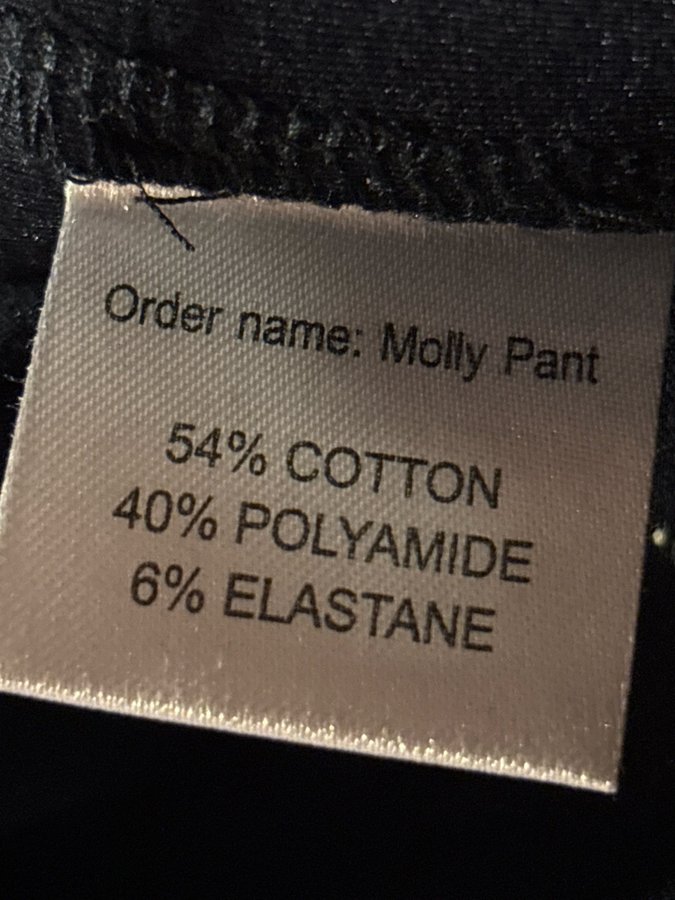 Order name: Molly Pant
54% COTTON
40% POLYAMIDE
6% ELASTANE